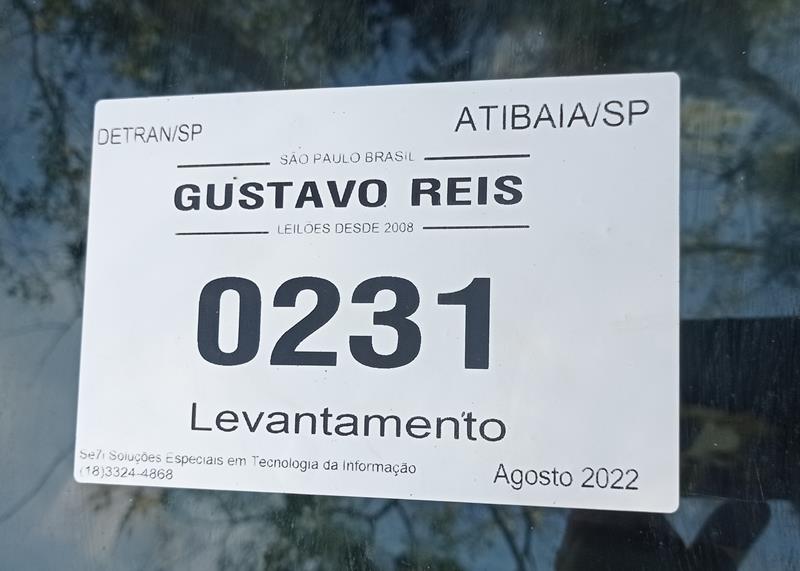 DETRAN/SP
ATIBAIA/SP
SÃO PAULO BRASIL
GUSTAVO REIS
LEILÕES DESDE 2008
0231
Levantamento
Se7i Soluções Especiais em Tecnologia da Informação
(18)3324-4868
Agosto 2022